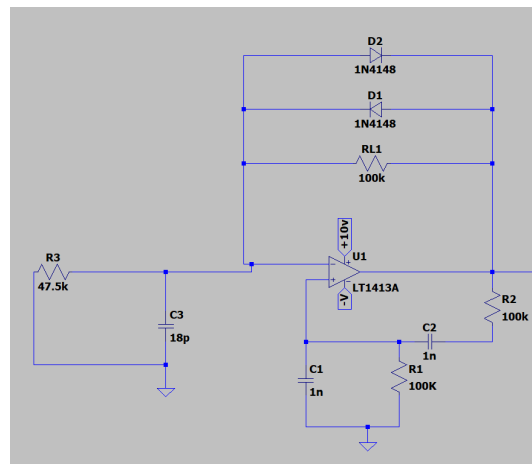 D2
1N4148
D1
1N4148
RL1
100k
+10v
U1
LT1413A
-V
R3
47.5k
C3
18p
R2
100k
C2
1n
C1
1n
R1
100K